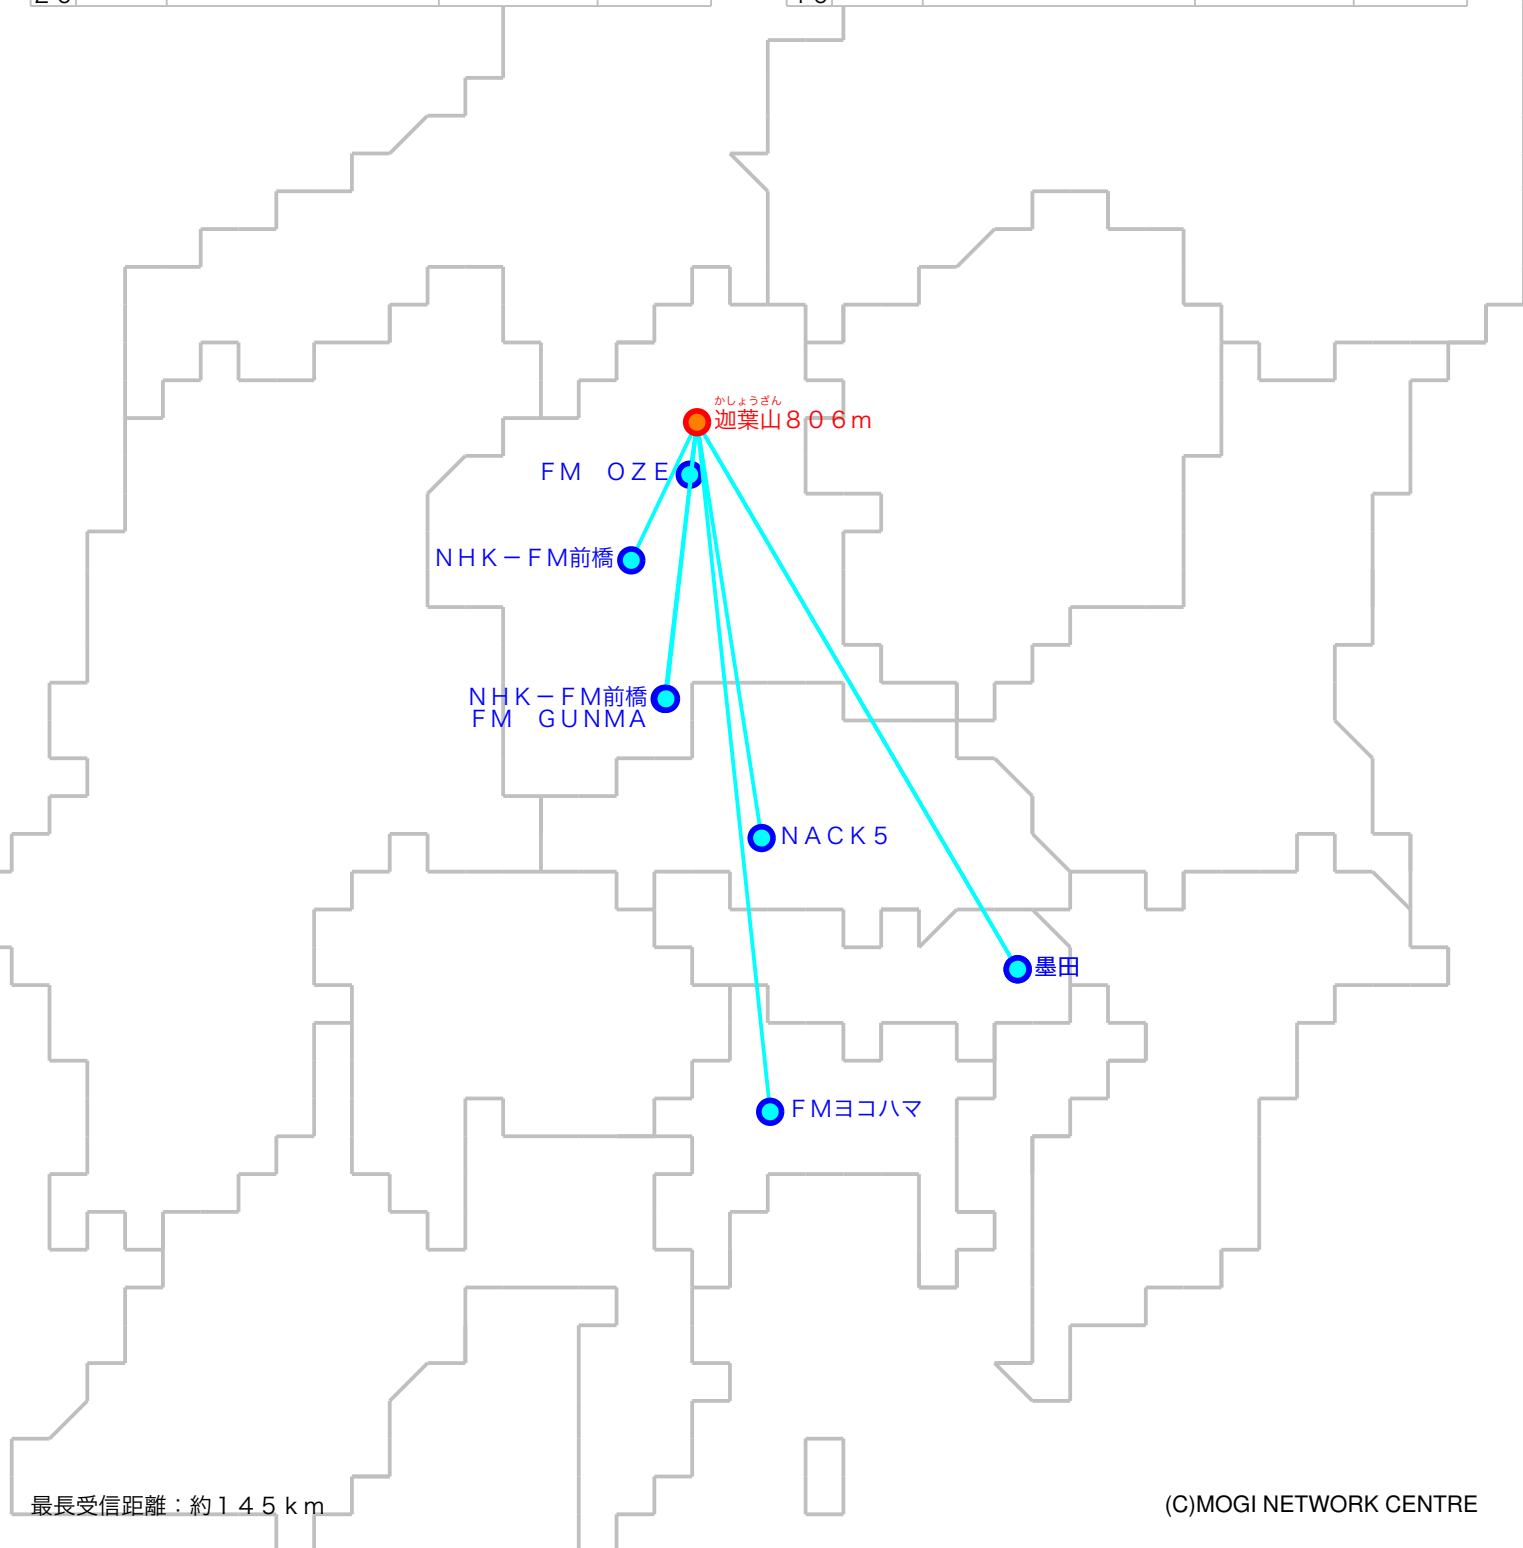 かしょうざん
迦葉山８０６ｍ
ＦＭ　ＯＺＥ
ＮＨＫ－ＦＭ前橋
ＮＨＫ－ＦＭ前橋
ＦＭ　ＧＵＮＭＡ
ＮＡＣＫ５
墨田
ＦＭヨコハマ
最長受信距離：約１４５ｋｍ
(C)MOGI NETWORK CENTRE